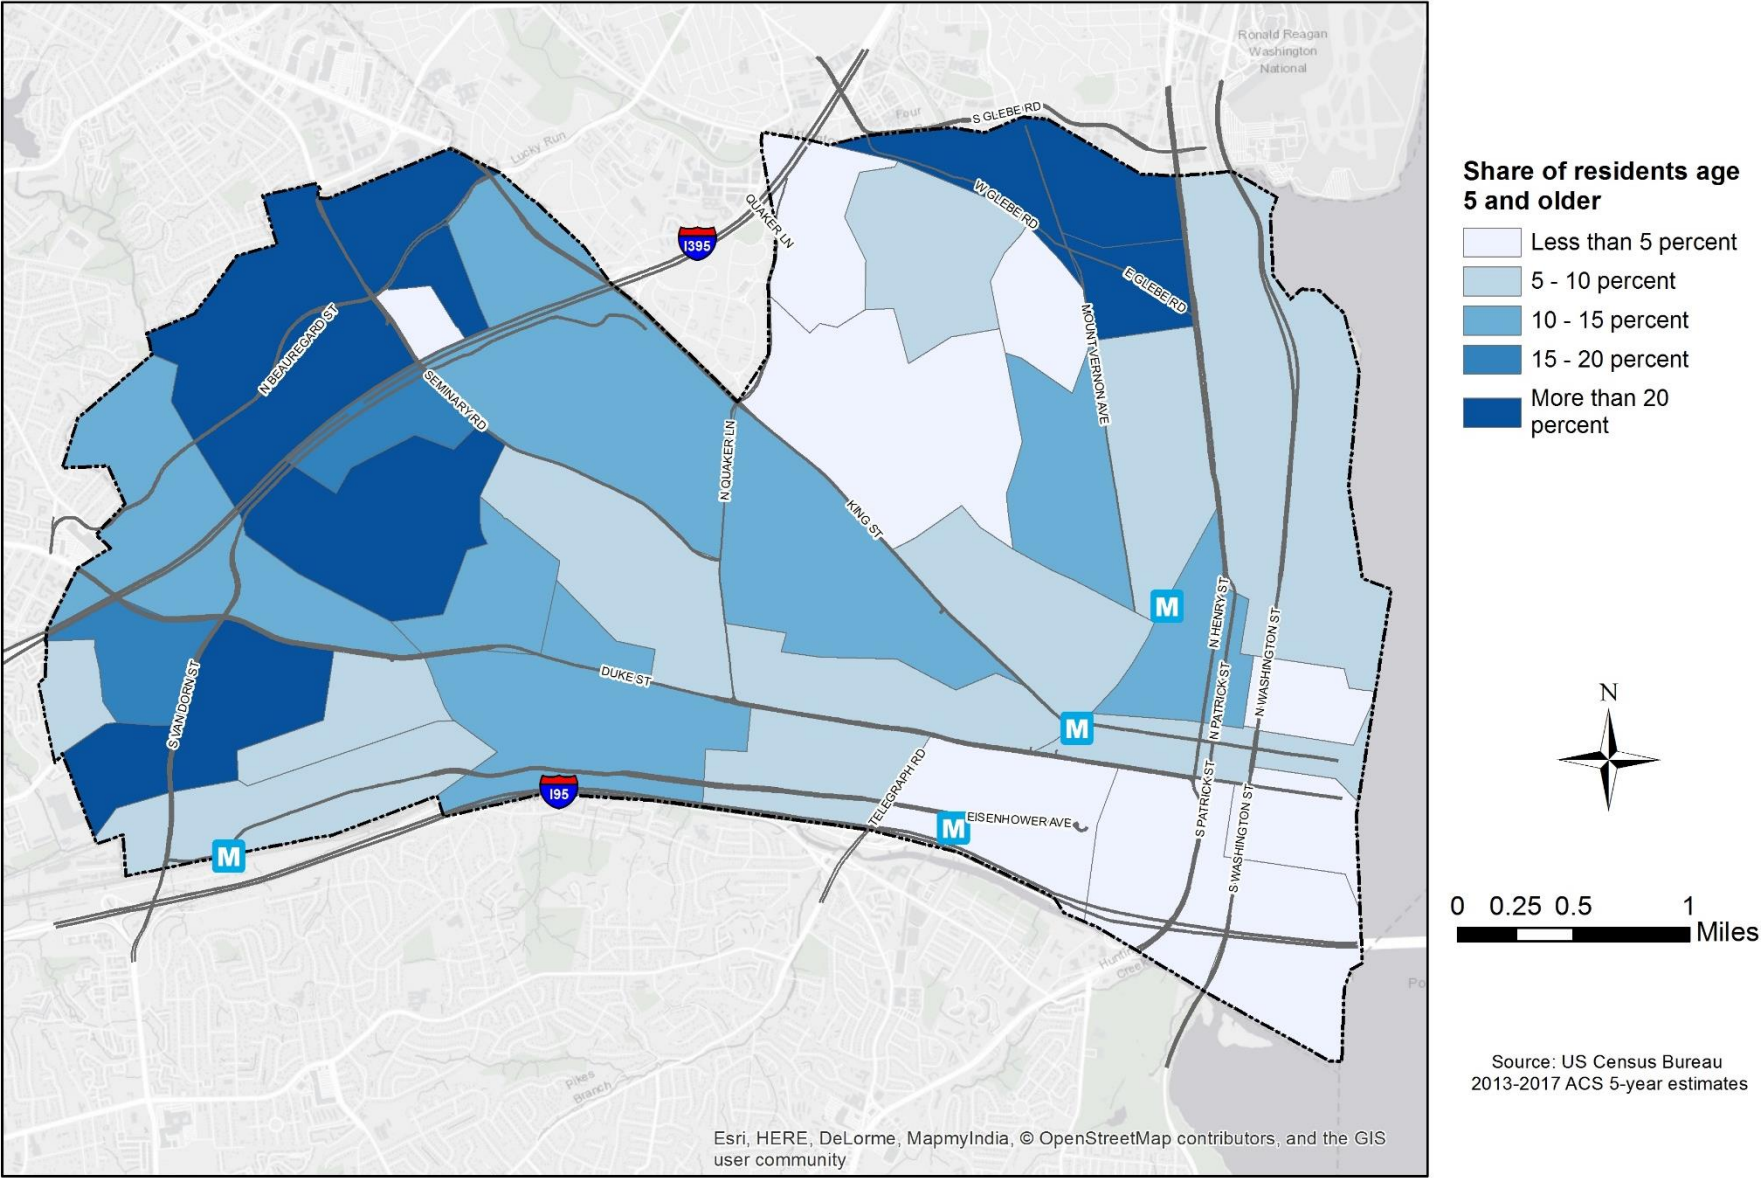 Ronald Reagan
Washington
National
Four
S GLEBE RD
Lucky Run
W GLEBE RD
QUAKER LN
I395
E GLEBE RD
N BEAUREGARD ST
MOUNT VERNON AVE
SEMINARY RD
N QUAKER LN
KING ST
M
N HENRY ST
N WASHINGTON ST
DUKE ST
S VAN DORN ST
N PATRICK ST
M
TELEGRAPH RD
I95
S PATRICK ST
S WASHINGTON ST
M
EISENHOWER AVE
M
Creek
Po
Pikes
Branch
Esri, HERE, DeLorme, MapmyIndia, © OpenStreetMap contributors, and the GIS
user community
Share of residents age
5 and older
Less than 5 percent
5 - 10 percent
10 - 15 percent
15 - 20 percent
More than 20
percent
N
0 0.25 0.5 1
Miles
Source: US Census Bureau
2013-2017 ACS 5-year estimates